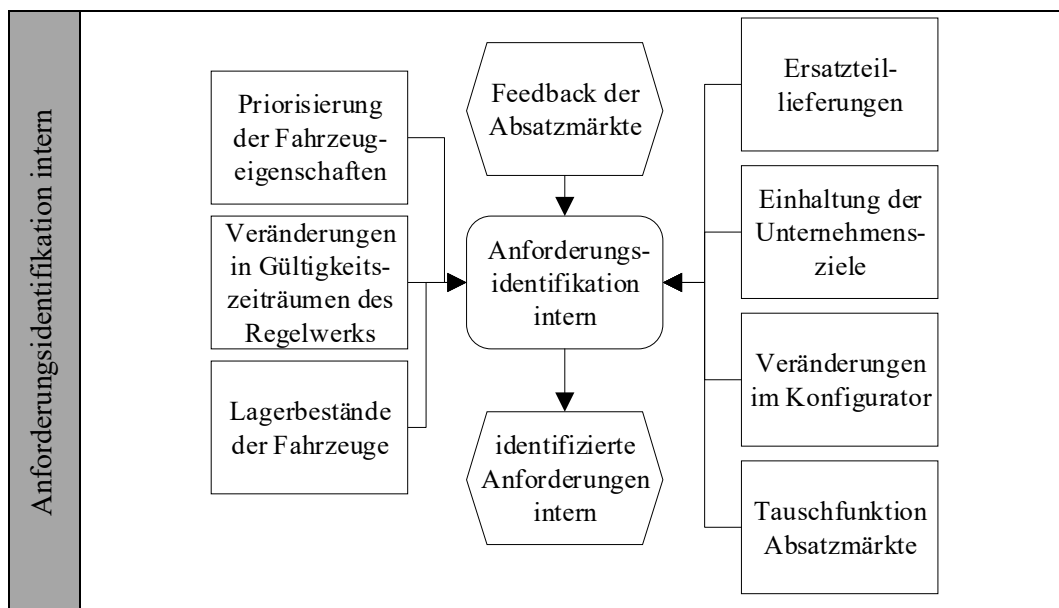 Anforderungsidentifikation intern
Priorisierung
der Fahrzeug-
eigenschaften
Veränderungen
in Gültigkeits-
zeiträumen des
Regelwerks
Lagerbestände
der Fahrzeuge
Feedback der
Absatzmärkte
Anforderungs-
identifikation
intern
identifizierte
Anforderungen
intern
Ersatzteil-
lieferungen
Einhaltung der
Unternehmens-
ziele
Veränderungen
im Konfigurator
Tauschfunktion
Absatzmärkte